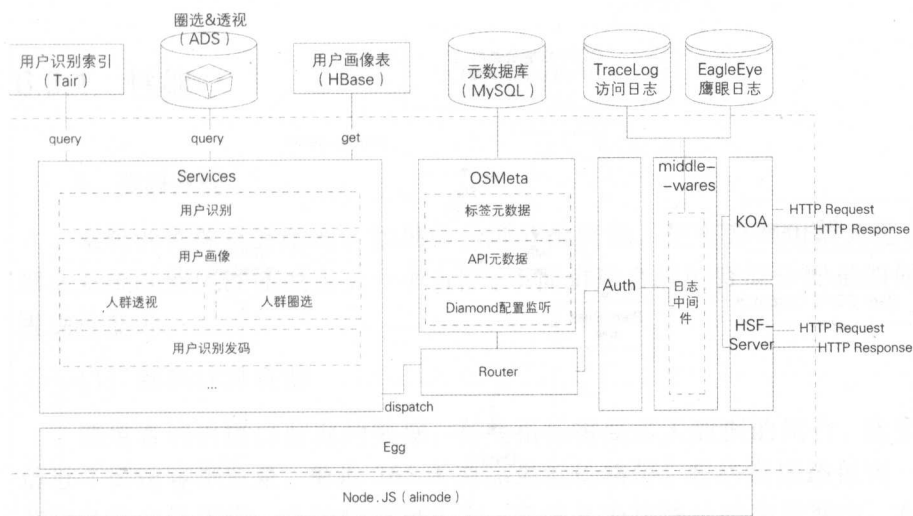 圈选&透视
（ADS）
用户识别索引
（Tair）
用户画像表
（HBase）
元数据库
（MySQL）
TraceLog
访问日志
EagleEye
鹰眼日志
query
query
get
Services
用户识别
用户画像
人群透视
人群圈选
用户识别发码
...
OSMeta
标签元数据
API元数据
Diamond配置监听
Router
dispatch
Auth
middle-
-wares
日志
中间
件
KOA
HTTP Request
HTTP Response
HSF-
Server
HTTP Request
HTTP Response
Egg
Node.JS（alinode）